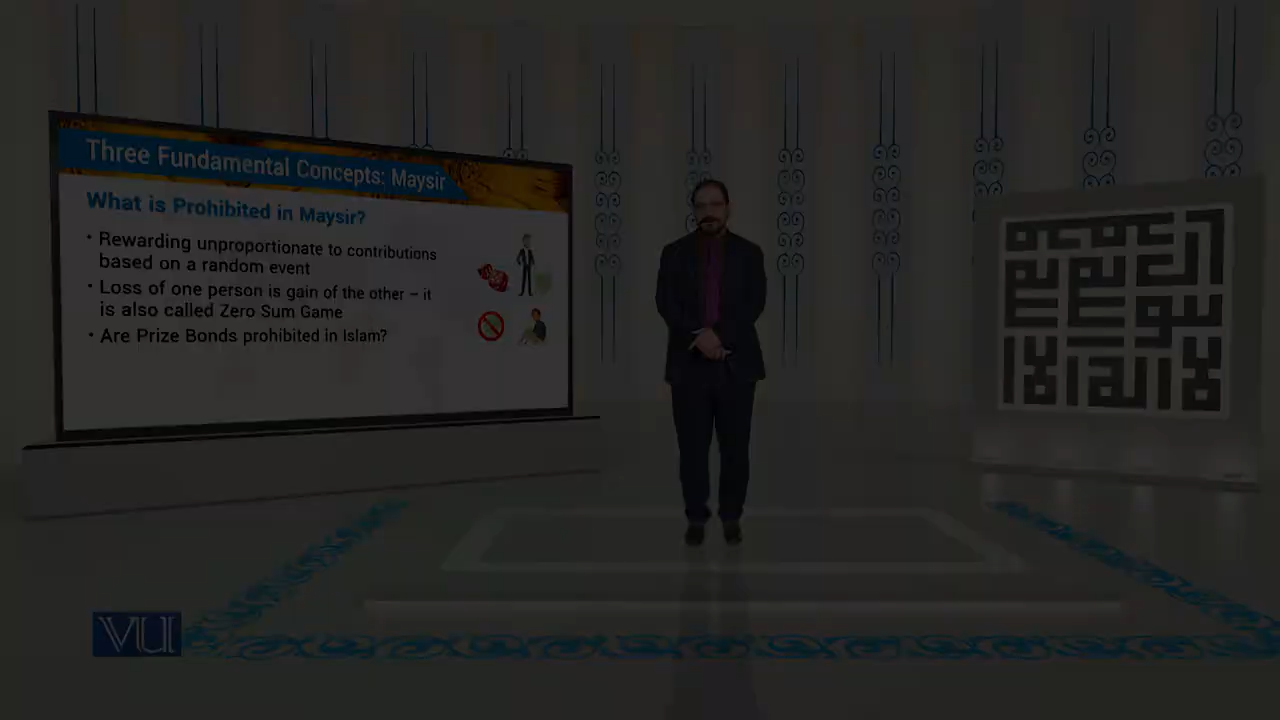 Three Fundamental Concepts: Maysir
What is Prohibited in Maysir?
• Rewarding unproportionate to contributions
based on a random event
• Loss of one person is gain of the other – it
is also called Zero Sum Game
• Are Prize Bonds prohibited in Islam?
VU